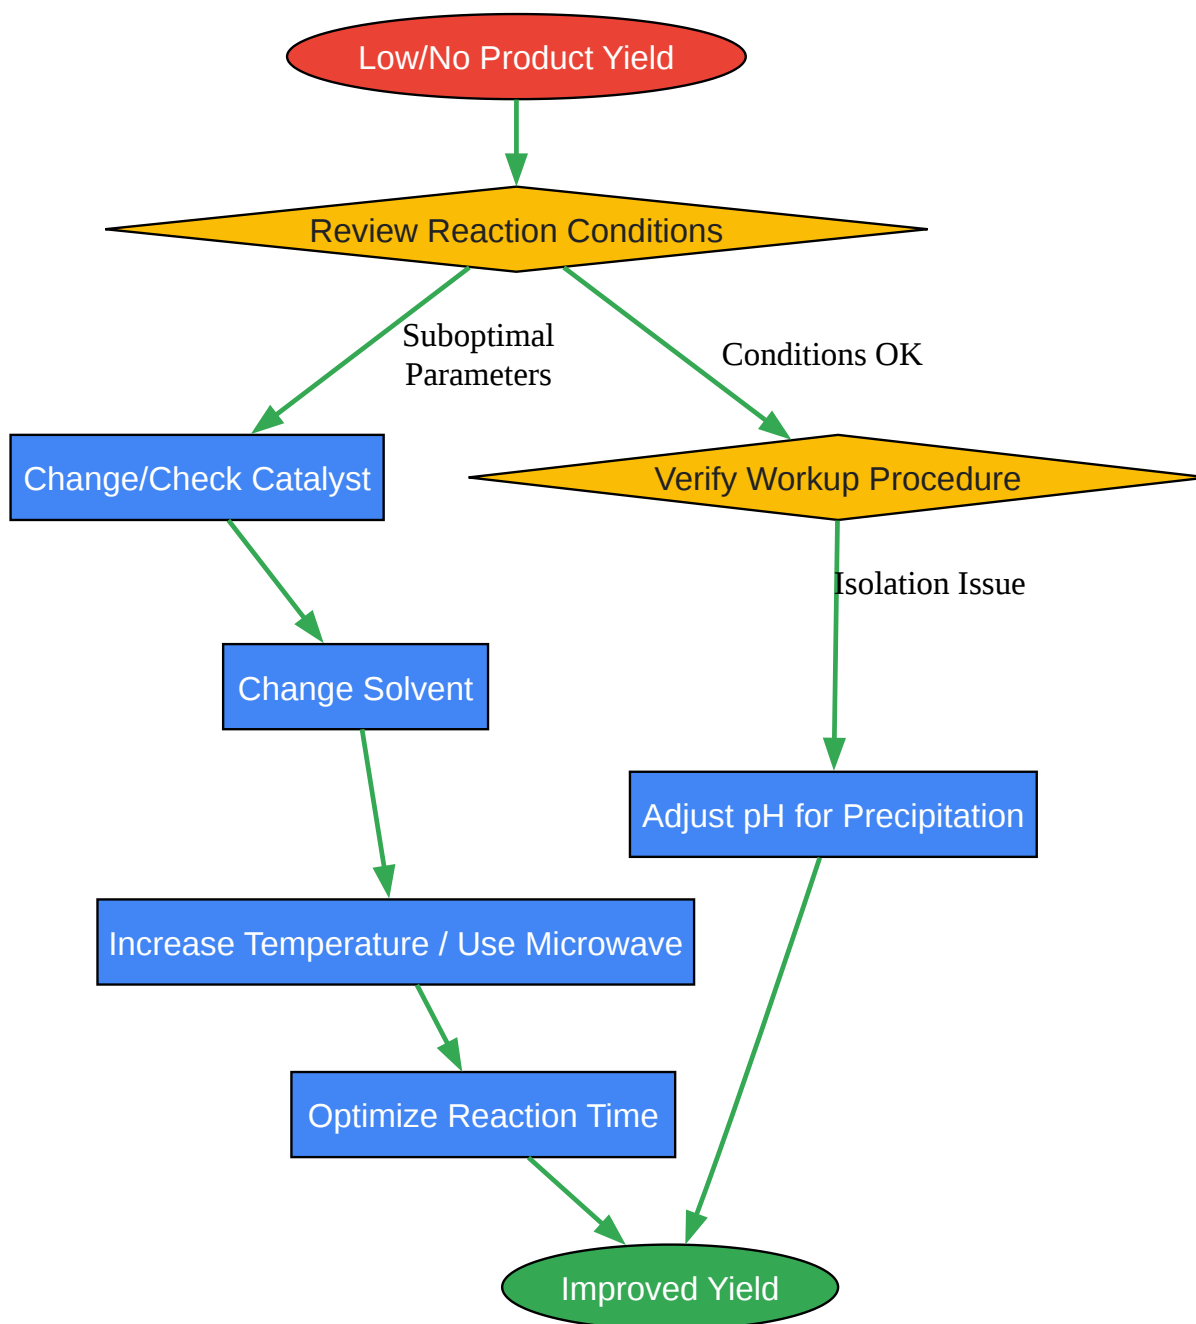 Low/No Product Yield
Review Reaction Conditions
Suboptimal
Parameters
Conditions OK
Change/Check Catalyst
Verify Workup Procedure
Isolation Issue
Change Solvent
Adjust pH for Precipitation
Increase Temperature / Use Microwave
Optimize Reaction Time
Improved Yield